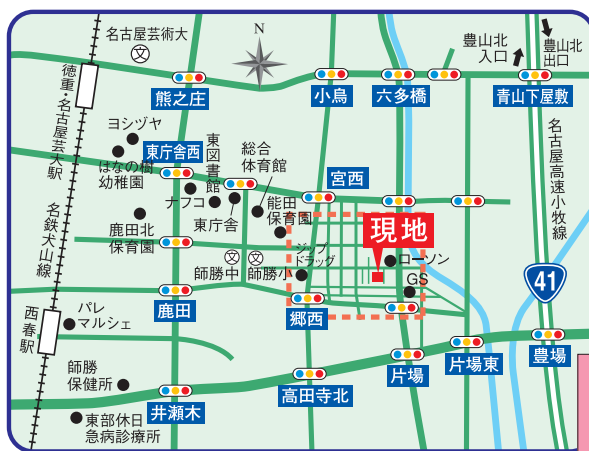 名古屋芸術大
文
N
豊山北
入口
豊山北
出口
徳重・名古屋芸大駅
熊之庄
小鳥
六多橋
青山下屋敷
ヨシヅヤ
はなの樹
幼稚園
東庁舎西
東図書館
総合
体育館
宮西
名古屋高速小牧線
ナフコ
東庁舎
能田
保育園
現地
名鉄犬山線
鹿田北
保育園
文
文
師勝中
師勝小
ジップ
ドラッグ
ローソン
GS
41
西春駅
パレ
マルシェ
鹿田
郷西
師勝
保健所
井瀬木
高田寺北
片場
片場東
豊場
東部休日
急病診療所